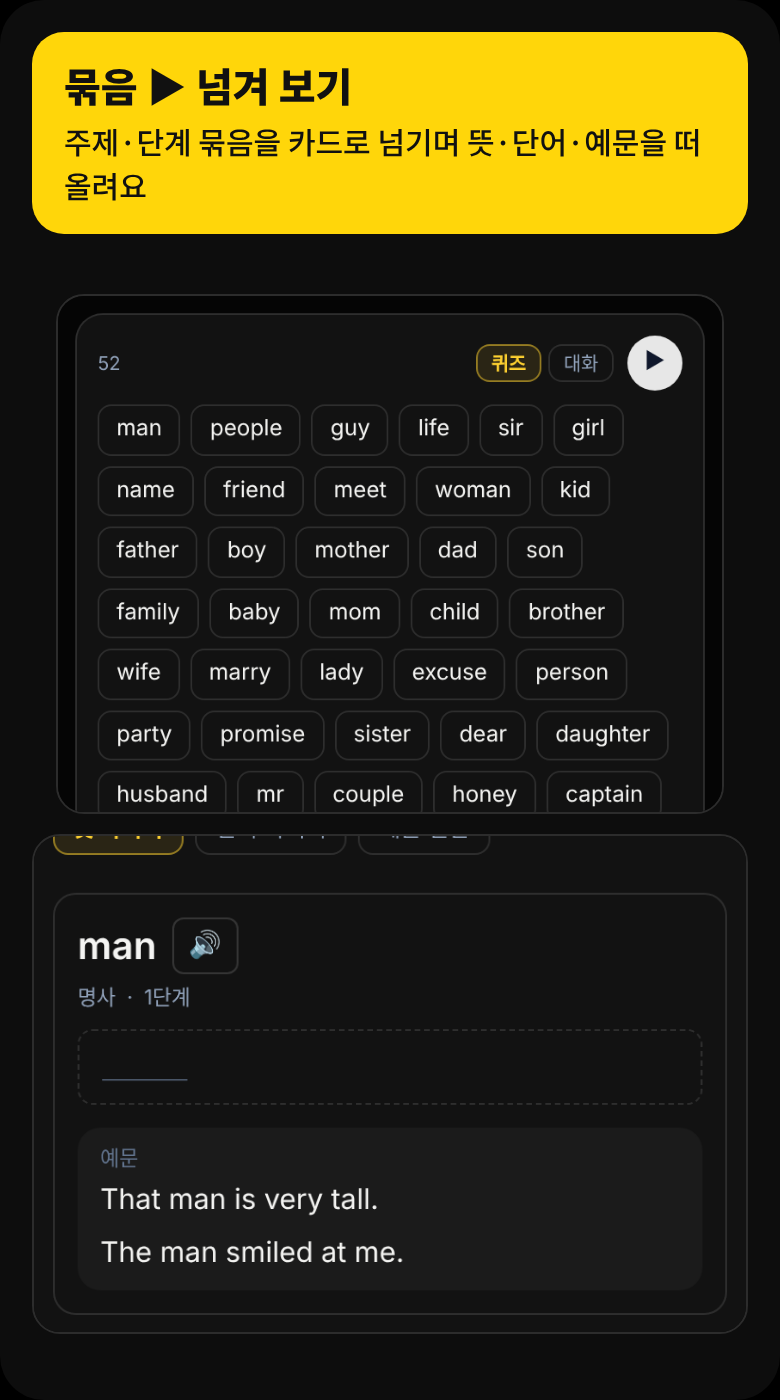 묶음 ▶ 넘겨 보기
주제·단계 묶음을 카드로 넘기며 뜻·단어·예문을 떠
올려요
52 퀴즈 대화
man people guy life sir girl
name friend meet woman kid
father boy mother dad son
family baby mom child brother
wife marry lady excuse person
party promise sister dear daughter
husband mr couple honey captain
man
명사 · 1단계
예문
That man is very tall.
The man smiled at me.